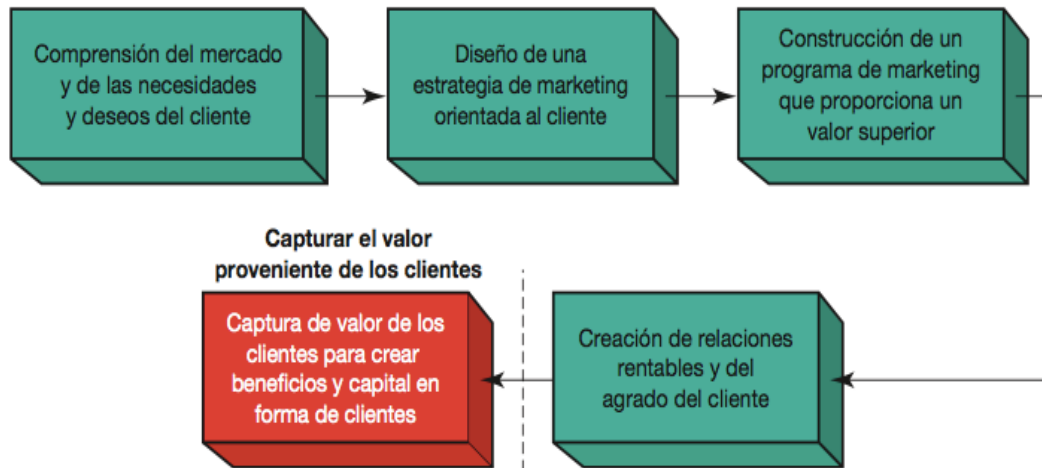 Comprensión del mercado
y de las necesidades
y deseos del cliente
Diseño de una
estrategia de marketing
orientada al cliente
Construcción de un
programa de marketing
que proporciona un
valor superior
Capturar el valor
proveniente de los clientes
Captura de valor de los
clientes para crear
beneficios y capital en
forma de clientes
Creación de relaciones
rentables y del
agrado del cliente